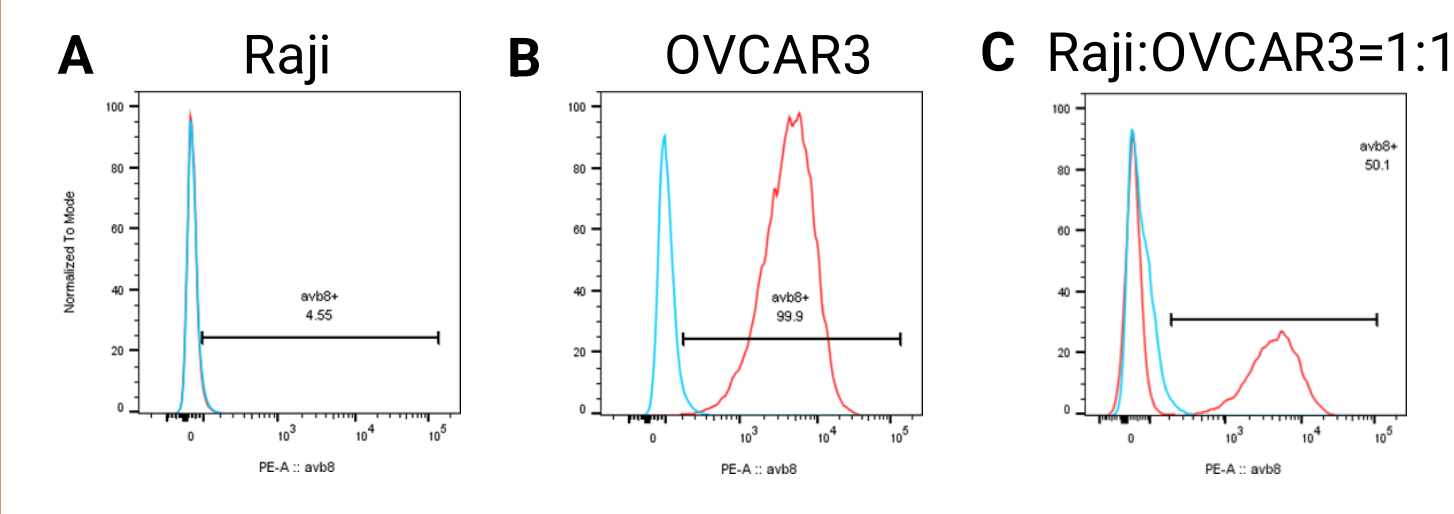 A Raji
B OVCAR3
C Raji:OVCAR3=1:1
Normalized To Mode
100
80
60
40
20
0
avb8+
4.55
0 10^3 10^4 10^5
PE-A :: avb8
100
80
60
40
20
0
avb8+
99.9
0 10^3 10^4 10^5
PE-A :: avb8
100
80
60
40
20
0
avb8+
50.1
0 10^3 10^4 10^5
PE-A :: avb8